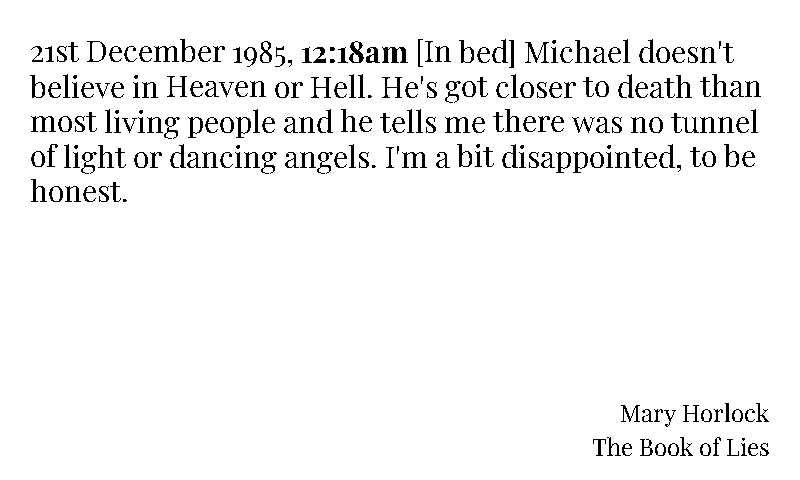 21st December 1985, 12:18am [In bed] Michael doesn't
believe in Heaven or Hell. He's got closer to death than
most living people and he tells me there was no tunnel
of light or dancing angels. I'm a bit disappointed, to be
honest.
Mary Horlock
The Book of Lies